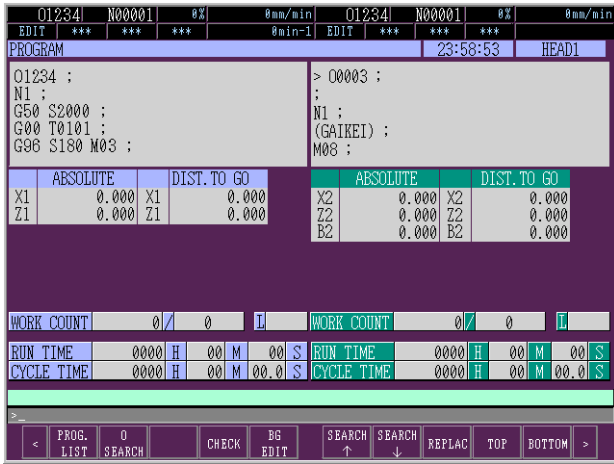 O1234 N00001 0% 0mm/min O1234 N00001 0% 0mm/min
EDIT *** *** *** 0min-1 EDIT *** *** ***
PROGRAM 23:58:53 HEAD1
O1234 ;
N1 ;
G50 S2000 ;
G00 T0101 ;
G96 S180 M03 ;
> O0003 ;
;
N1 ;
(GAIKEI) ;
M08 ;
ABSOLUTE DIST.TO GO
X1 0.000 X1 0.000
Z1 0.000 Z1 0.000
ABSOLUTE DIST.TO GO
X2 0.000 X2 0.000
Z2 0.000 Z2 0.000
B2 0.000 B2 0.000
WORK COUNT 0 / 0 L
WORK COUNT 0 / 0 L
RUN TIME 0000 H 00 M 00 S
CYCLE TIME 0000 H 00 M 00.0 S
RUN TIME 0000 H 00 M 00 S
CYCLE TIME 0000 H 00 M 00.0 S
>_
< PROG. LIST O SEARCH CHECK BG EDIT SEARCH ↑ SEARCH ↓ REPLAC TOP BOTTOM >